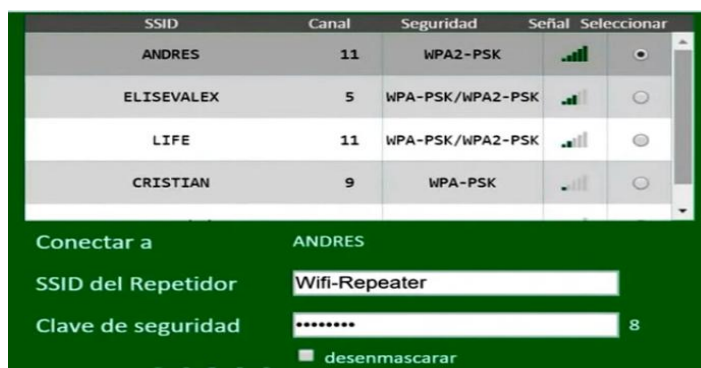 SSID Canal Seguridad Señal Seleccionar
ANDRES 11 WPA2-PSK
ELISEVALEX 5 WPA-PSK/WPA2-PSK
LIFE 11 WPA-PSK/WPA2-PSK
CRISTIAN 9 WPA-PSK
Conectar a ANDRES
SSID del Repetidor Wifi-Repeater
Clave de seguridad •••••••• 8
desenmascarar